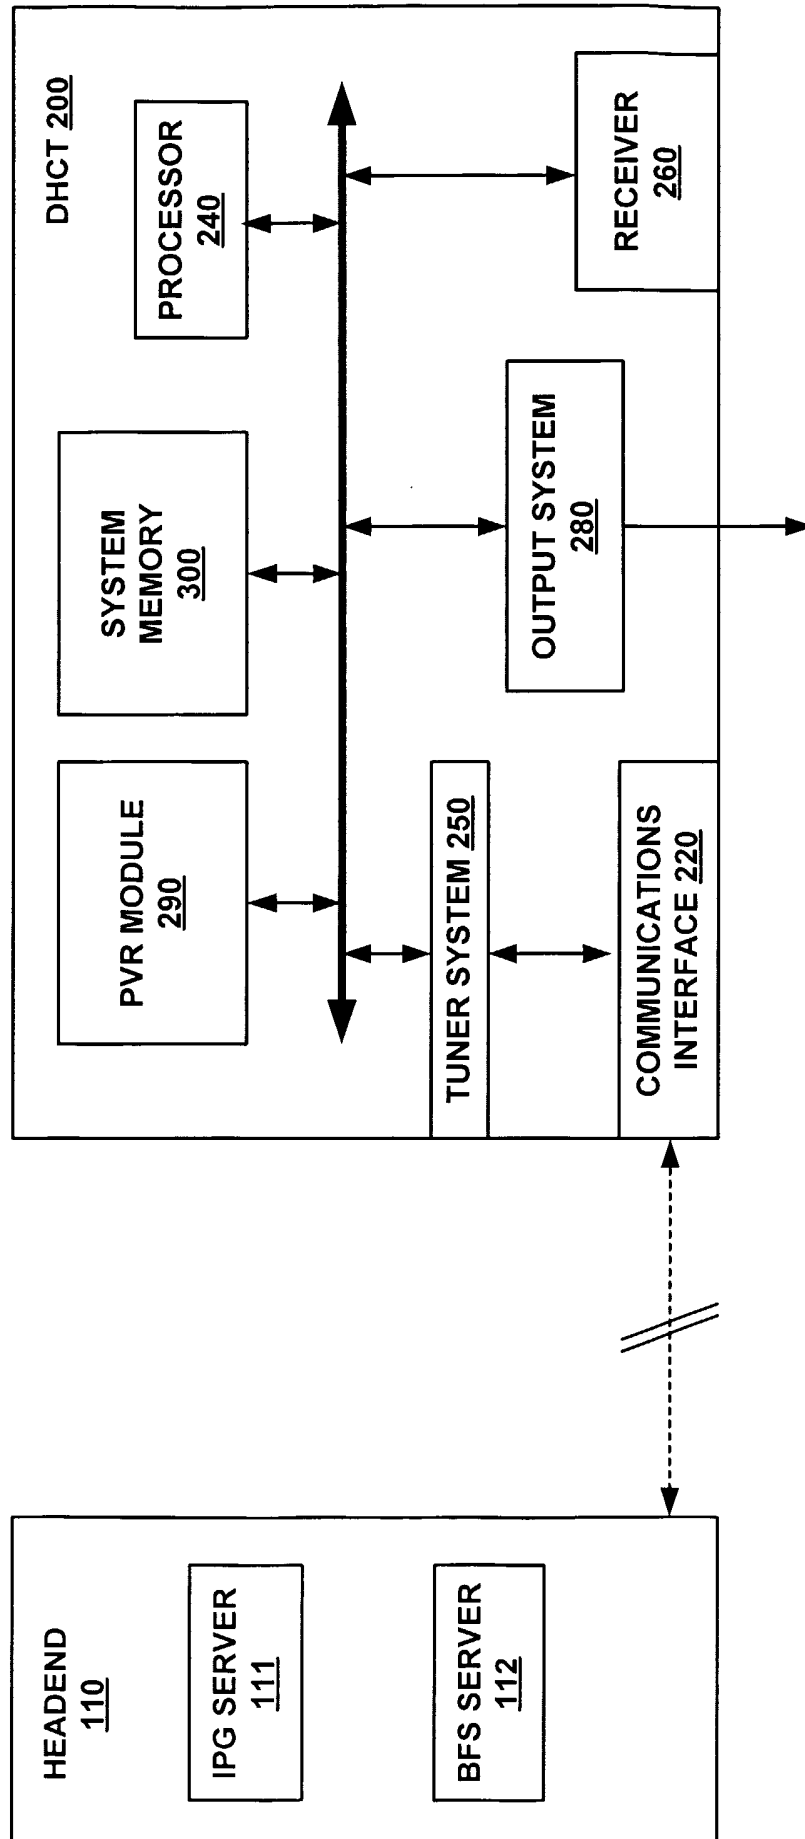 HEADEND
110
IPG SERVER
111
BFS SERVER
112
DHCT 200
PVR MODULE
290
SYSTEM
MEMORY
300
PROCESSOR
240
TUNER SYSTEM 250
COMMUNICATIONS
INTERFACE 220
OUTPUT SYSTEM
280
RECEIVER
260